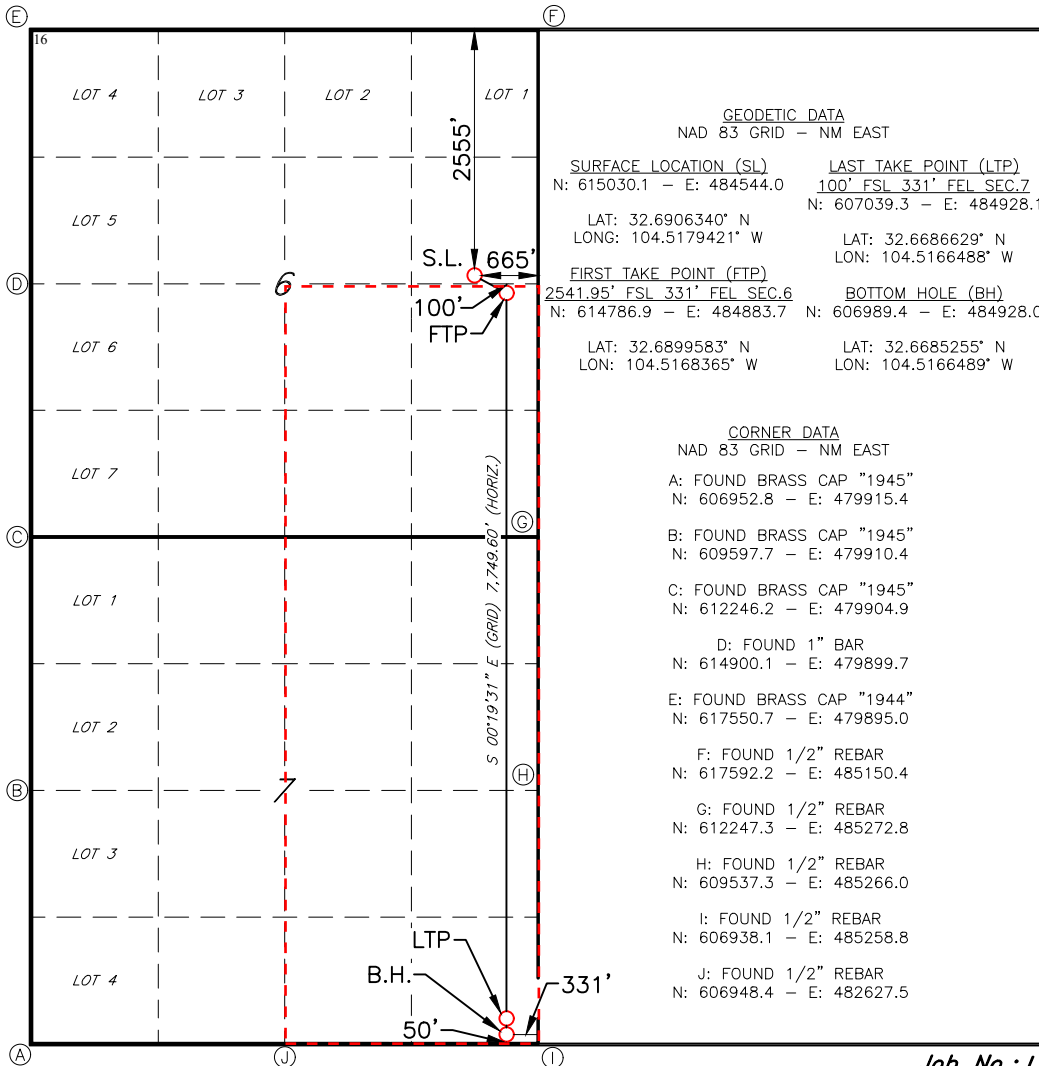 E
F
16
LOT 4
LOT 3
LOT 2
LOT 1
2555'
LOT 5
S.L.
665'
D
6
100'
FTP
LOT 6
LOT 7
S 00°19'31" E (GRID) 7,749.60' (HORIZ.)
G
C
LOT 1
LOT 2
H
B
7
LOT 3
LTP
LOT 4
B.H.
331'
50'
A
J
I
GEODETIC DATA
NAD 83 GRID – NM EAST
SURFACE LOCATION (SL)
N: 615030.1 – E: 484544.0
LAT: 32.6906340° N
LONG: 104.5179421° W
FIRST TAKE POINT (FTP)
2541.95' FSL 331' FEL SEC.6
N: 614786.9 – E: 484883.7
LAT: 32.6899583° N
LON: 104.5168365° W
LAST TAKE POINT (LTP)
100' FSL 331' FEL SEC.7
N: 607039.3 – E: 484928.1
LAT: 32.6686629° N
LON: 104.5166488° W
BOTTOM HOLE (BH)
N: 606989.4 – E: 484928.0
LAT: 32.6685255° N
LON: 104.5166489° W
CORNER DATA
NAD 83 GRID – NM EAST
A: FOUND BRASS CAP "1945"
N: 606952.8 – E: 479915.4
B: FOUND BRASS CAP "1945"
N: 609597.7 – E: 479910.4
C: FOUND BRASS CAP "1945"
N: 612246.2 – E: 479904.9
D: FOUND 1" BAR
N: 614900.1 – E: 479899.7
E: FOUND BRASS CAP "1944"
N: 617550.7 – E: 479895.0
F: FOUND 1/2" REBAR
N: 617592.2 – E: 485150.4
G: FOUND 1/2" REBAR
N: 612247.3 – E: 485272.8
H: FOUND 1/2" REBAR
N: 609537.3 – E: 485266.0
I: FOUND 1/2" REBAR
N: 606938.1 – E: 485258.8
J: FOUND 1/2" REBAR
N: 606948.4 – E: 482627.5
Job No.: L